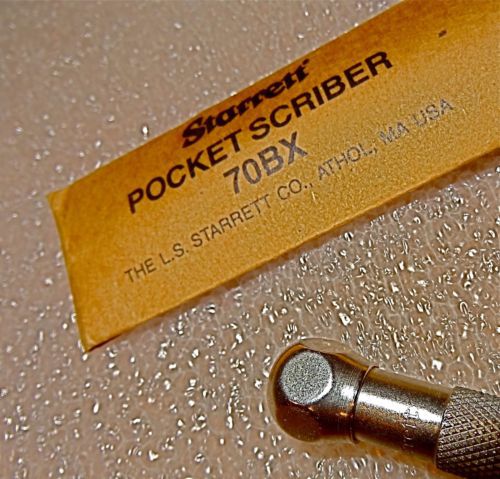 Starrett
POCKET SCRIBER
70BX
THE L.S. STARRETT CO., ATHOL, MA USA